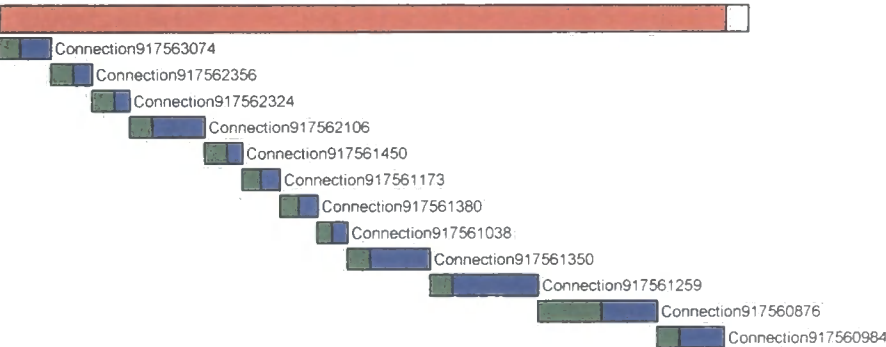 Connection917563074
Connection917562356
Connection917562324
Connection917562106
Connection917561450
Connection917561173
Connection917561380
Connection917561038
Connection917561350
Connection917561259
Connection917560876
Connection917560984